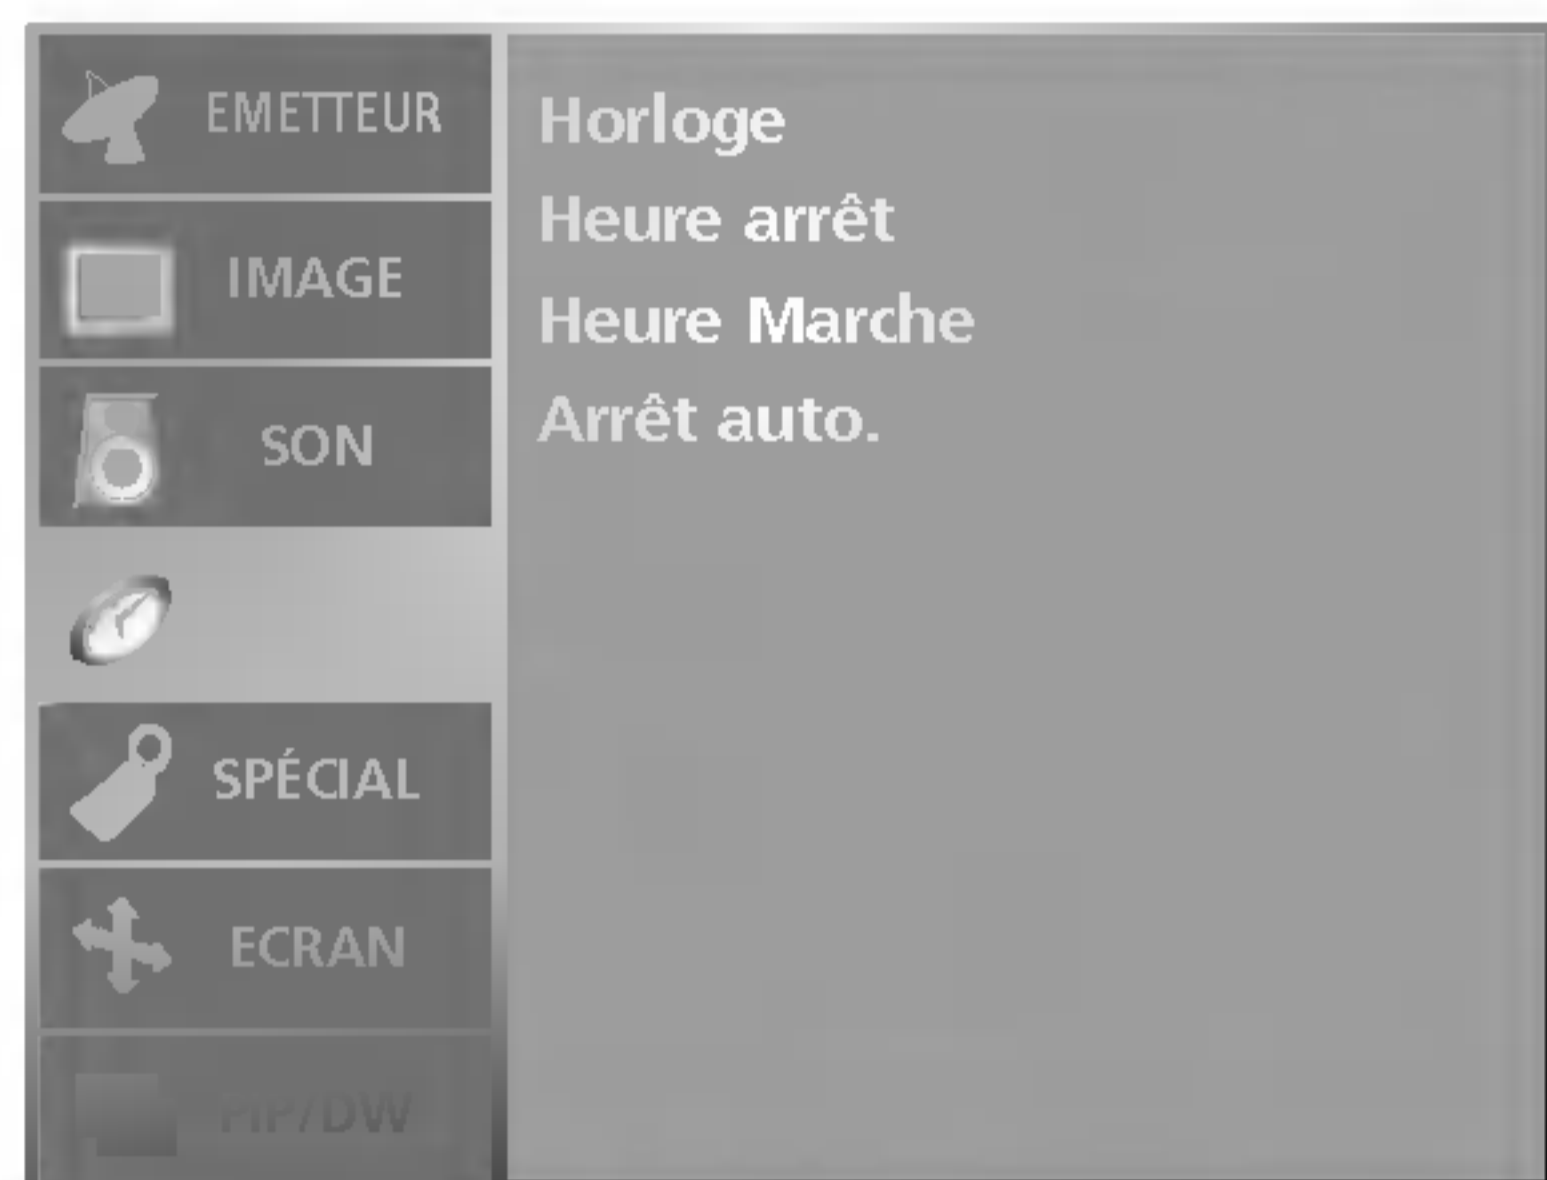 EMETTEUR
IMAGE
SON
SPÉCIAL
ECRAN
PIP/DW
Horloge
Heure arrêt
Heure Marche
Arrêt auto.